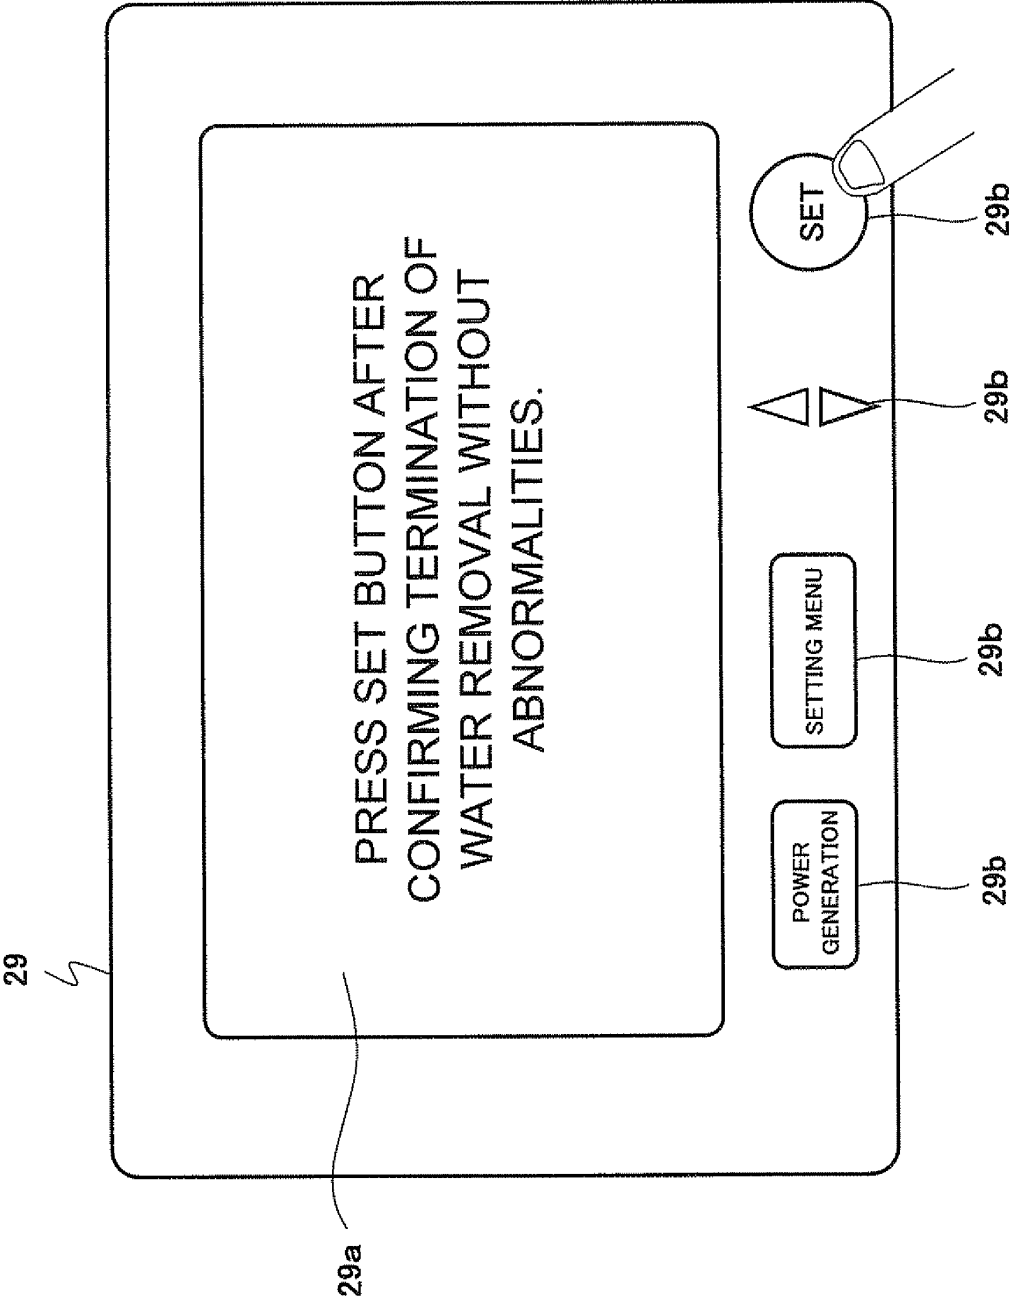 29
29a
PRESS SET BUTTON AFTER
CONFIRMING TERMINATION OF
WATER REMOVAL WITHOUT
ABNORMALITIES.
POWER
GENERATION
SETTING MENU
SET
29b
29b
29b
29b